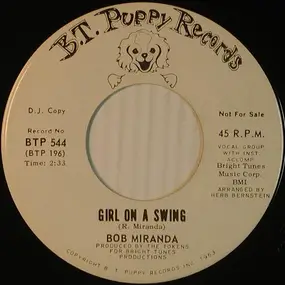 B.T. Puppy Records
D.J. Copy
Not For Sale
Record No
BTP 544
(BTP 196)
Time: 2:33
45 R.P.M.
VOCAL GROUP
WITH INST.
ACCOMP.
Bright Tunes
Music Corp.
BMI
ARRANGED BY
HERB BERNSTEIN
GIRL ON A SWING
(R. Miranda)
BOB MIRANDA
PRODUCED BY THE TOKENS
FOR BRIGHT TUNES
PRODUCTIONS
COPYRIGHT B.T. PUPPY RECORDS INC.